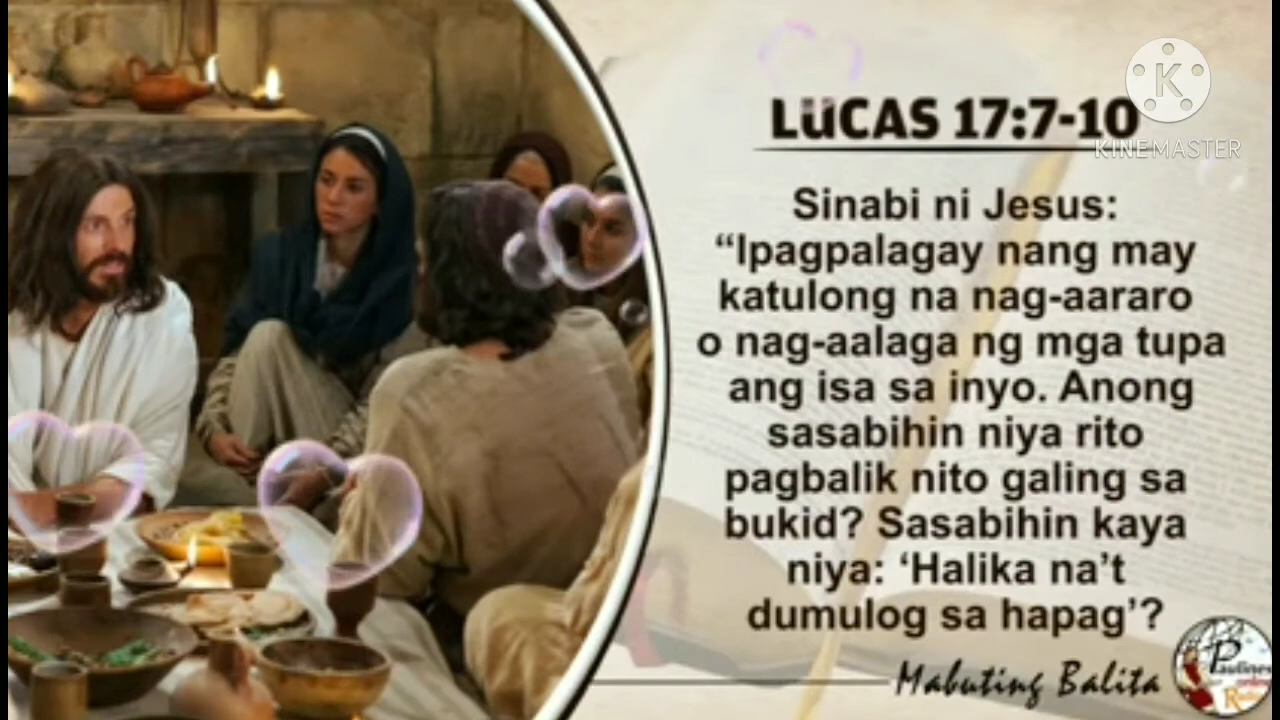 LUCAS 17:7-10
KINEMASTER
Sinabi ni Jesus:
“Ipagpalagay nang may
katulong na nag-aararo
o nag-aalaga ng mga tupa
ang isa sa inyo. Anong
sasabihin niya rito
pagbalik nito galing sa
bukid? Sasabihin kaya
niya: ‘Halika na’t
dumulog sa hapag’?
Mabuting Balita
Paulines